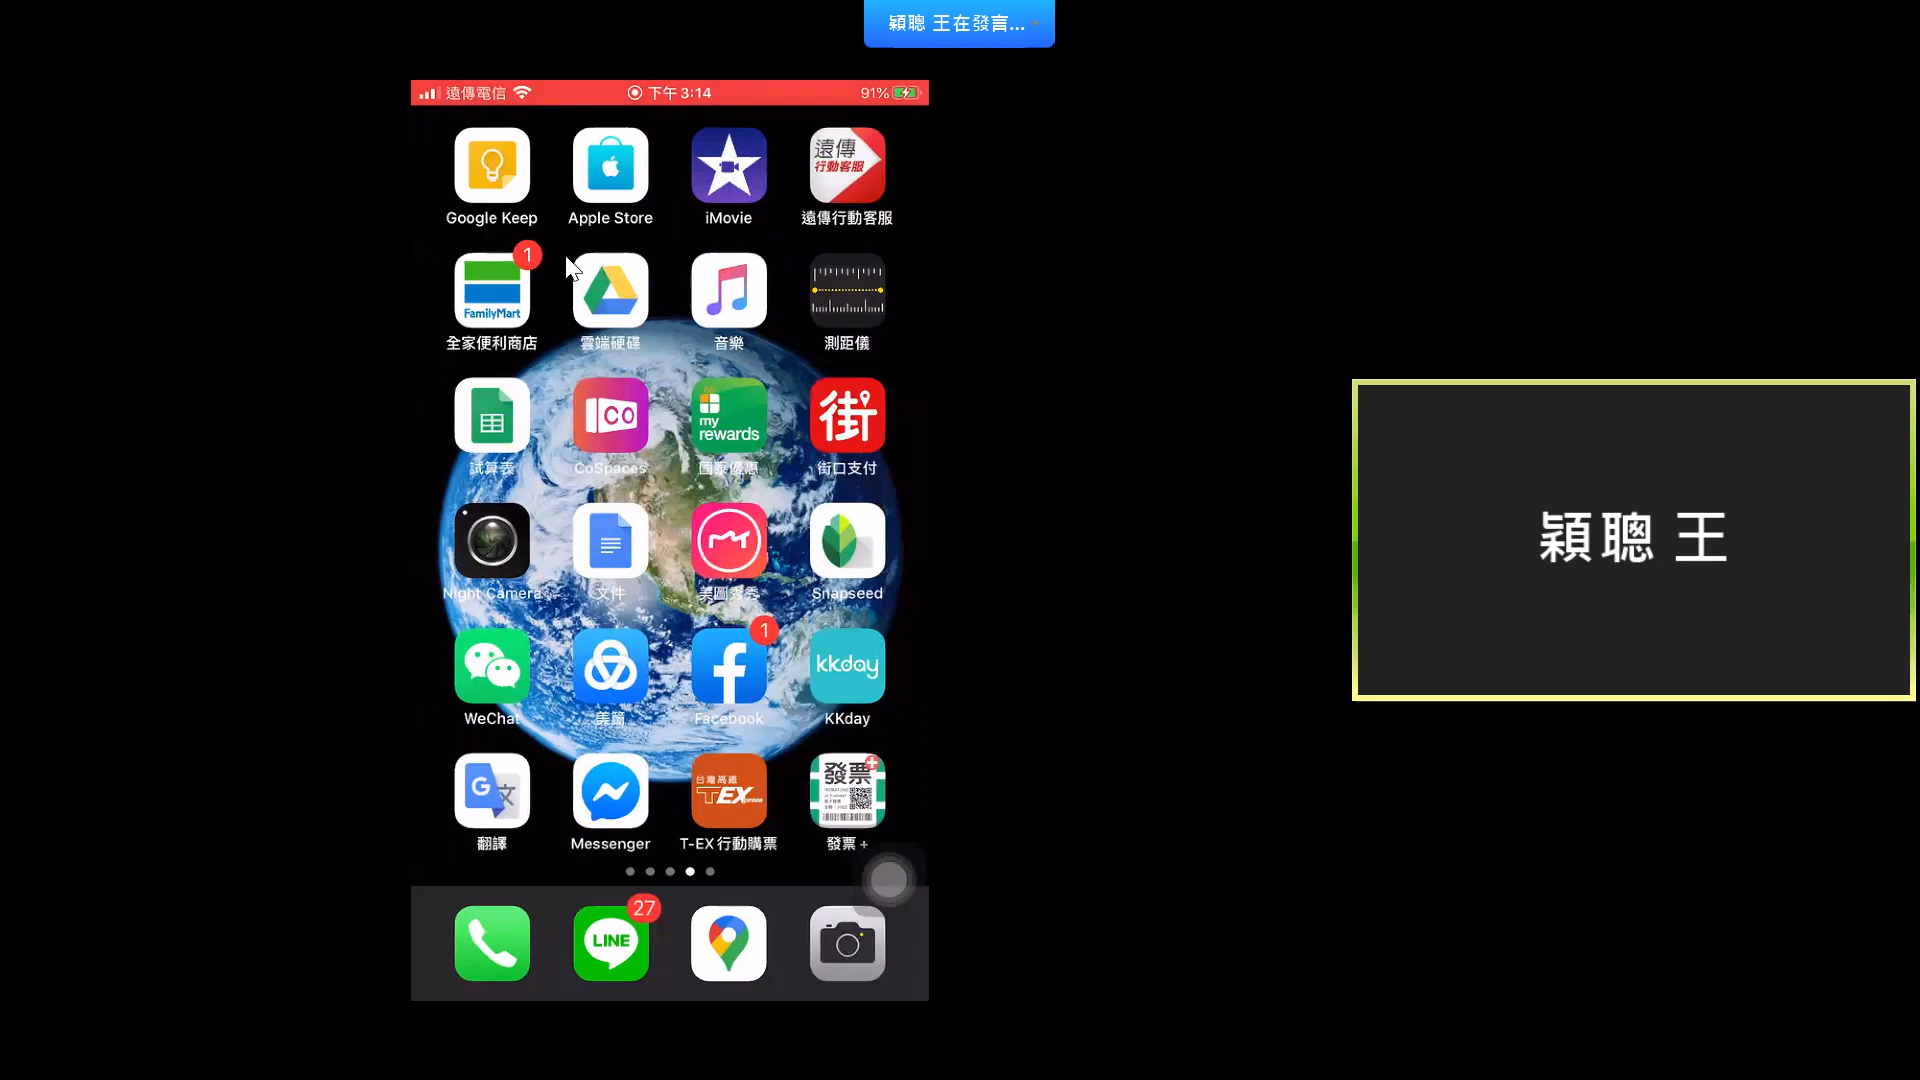 穎聰 王在發言...
遠傳電信
下午3:14
91%
遠傳
行動客服
Google Keep
Apple Store
iMovie
遠傳行動客服
1
FamilyMart
全家便利商店
雲端硬碟
音樂
測距儀
CO
my
rewards
街
試算表
CoSpaces
國泰優惠
街口支付
Night Camera
文件
美圖秀秀
Snapseed
1
kkday
WeChat
美篇
Facebook
KKday
G
文
台灣高鐵
T-EXpress
發票
翻譯
Messenger
T-EX 行動購票
發票 +
27
LINE
穎聰 王